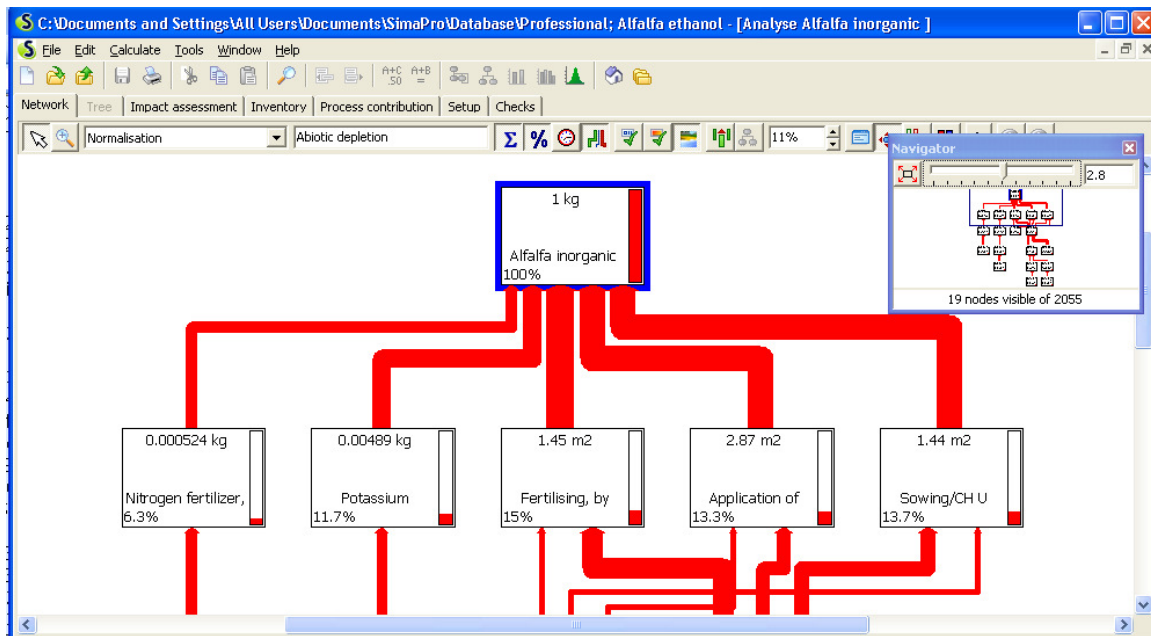 C:\Documents and Settings\All Users\Documents\SimaPro\Database\Professional; Alfalfa ethanol - [Analyse Alfalfa inorganic ]
File Edit Calculate Tools Window Help
A+C
.50
A+B
=
Network Tree Impact assessment Inventory Process contribution Setup Checks
Normalisation Abiotic depletion Σ % 11%
Navigator
2.8
19 nodes visible of 2055
1 kg
Alfalfa inorganic
100%
0.000524 kg
Nitrogen fertilizer,
6.3%
0.00489 kg
Potassium
11.7%
1.45 m2
Fertilising, by
15%
2.87 m2
Application of
13.3%
1.44 m2
Sowing/CH U
13.7%